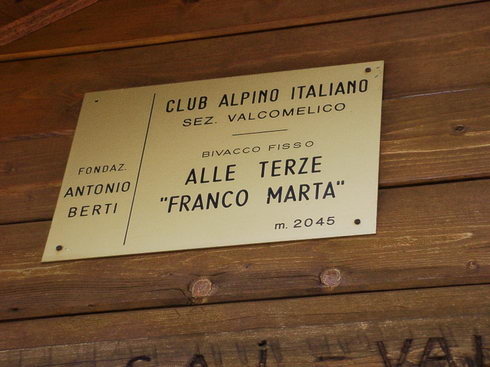 FONDAZ.
ANTONIO
BERTI
CLUB ALPINO ITALIANO
SEZ. VALCOMELICO
BIVACCO FISSO
ALLE TERZE
"FRANCO MARTA"
m. 2045